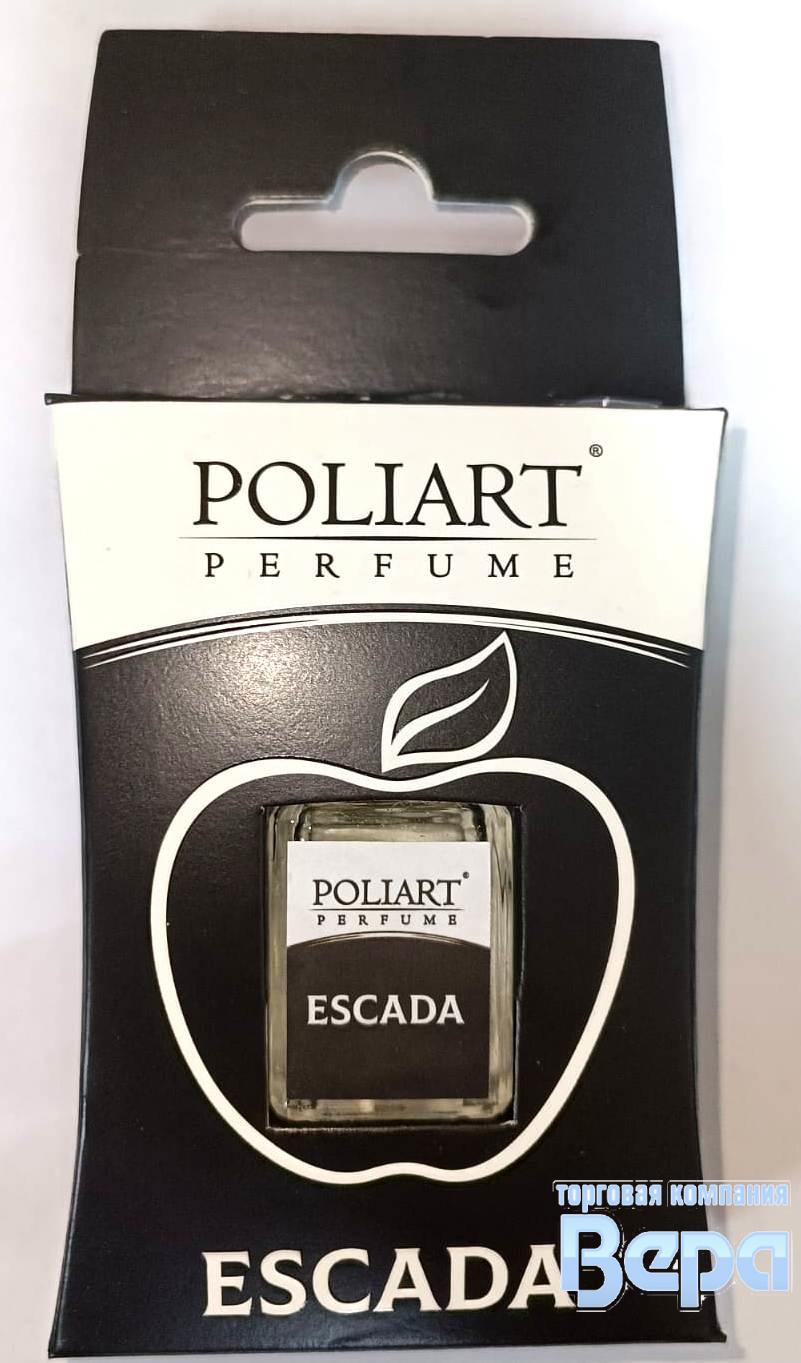 POLIART®
PERFUME
POLIART®
PERFUME
ESCADA
ESCADA
торговая компания
Вера